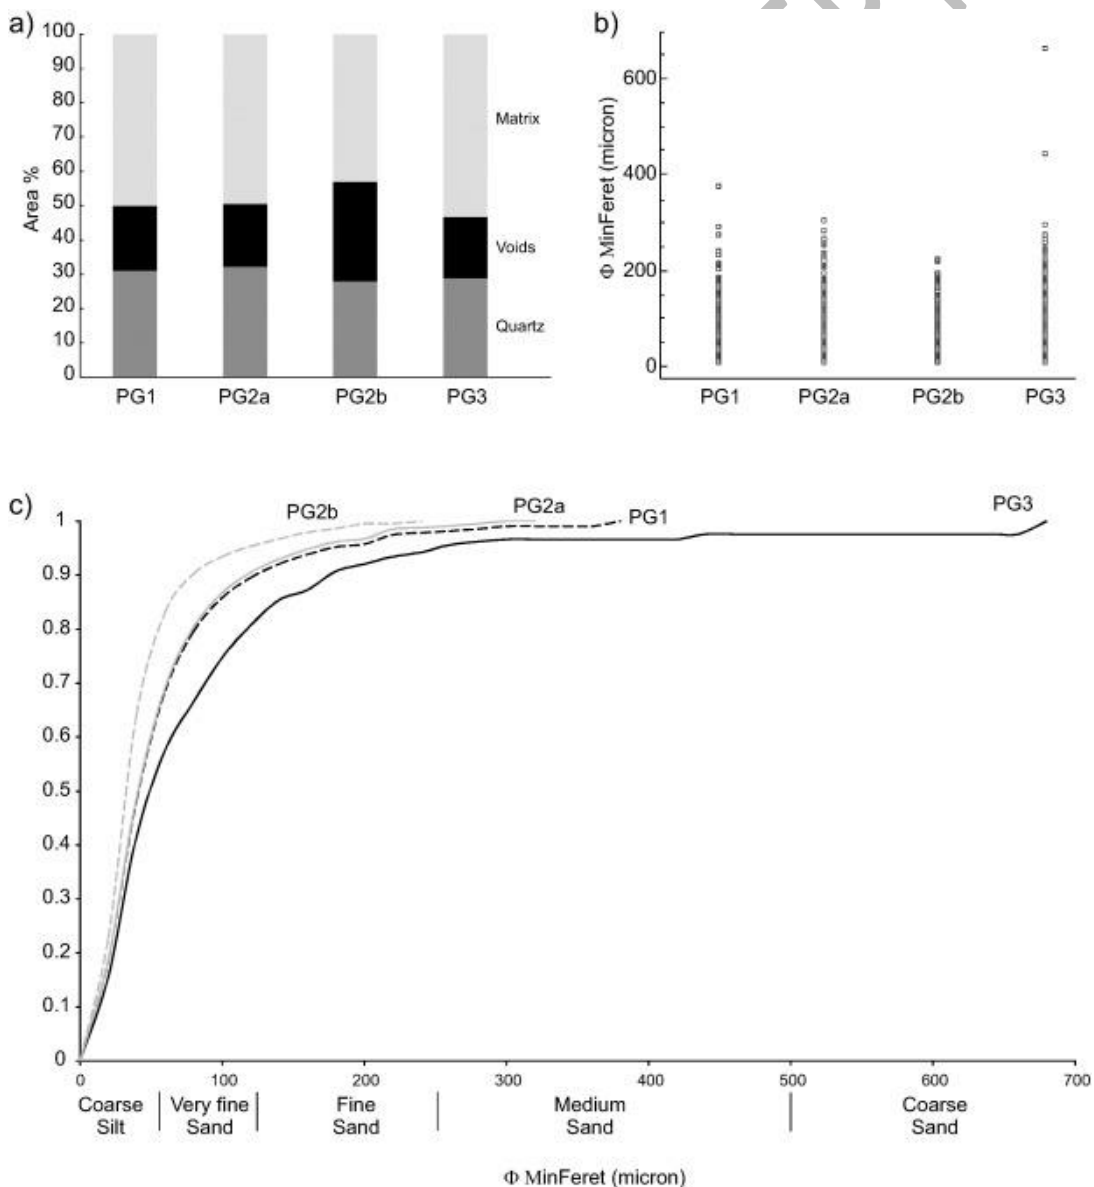 a)
100
90
80
70
60
50
40
30
20
10
0
Area %
Matrix
Voids
Quartz
PG1 PG2a PG2b PG3
b)
600
400
200
0
Φ MinFeret (micron)
PG1 PG2a PG2b PG3
c)
PG2b PG2a PG1 PG3
1
0.9
0.8
0.7
0.6
0.5
0.4
0.3
0.2
0.1
0
0 100 200 300 400 500 600 700
Coarse Very fine Fine Medium Coarse
Silt Sand Sand Sand Sand
Φ MinFeret (micron)